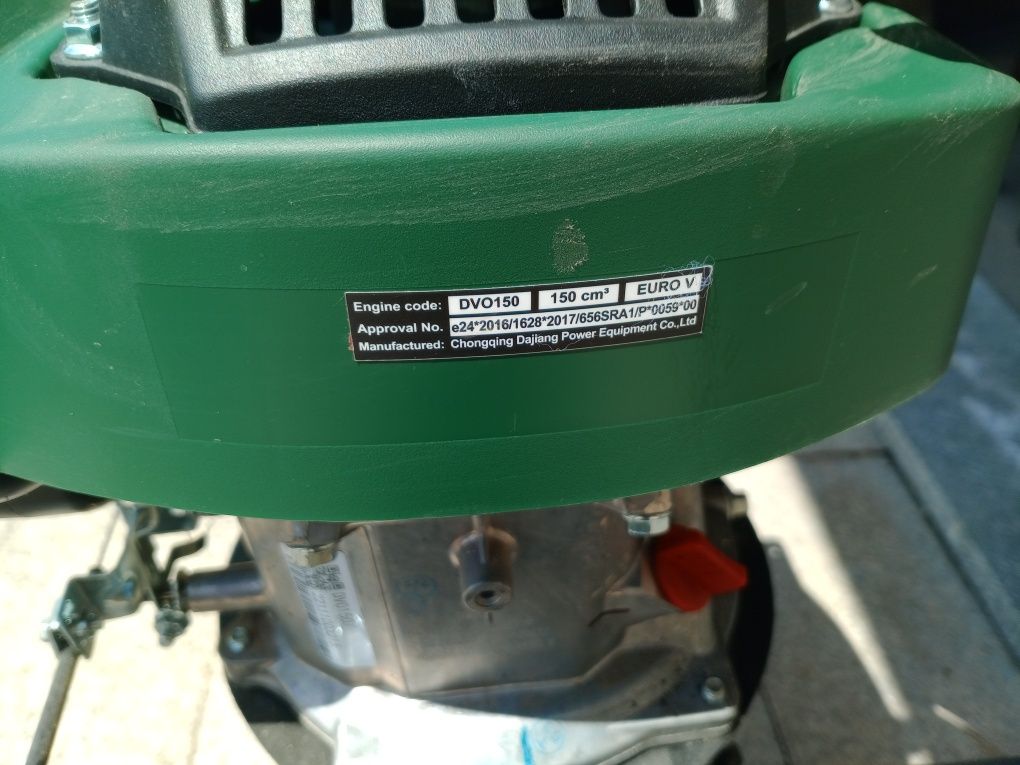 Engine code: DVO150 150 cm³ EURO V
Approval No. e24*2016/1628*2017/656SRA1/P*0059*00
Manufactured: Chongqing Dajiang Power Equipment Co.,Ltd